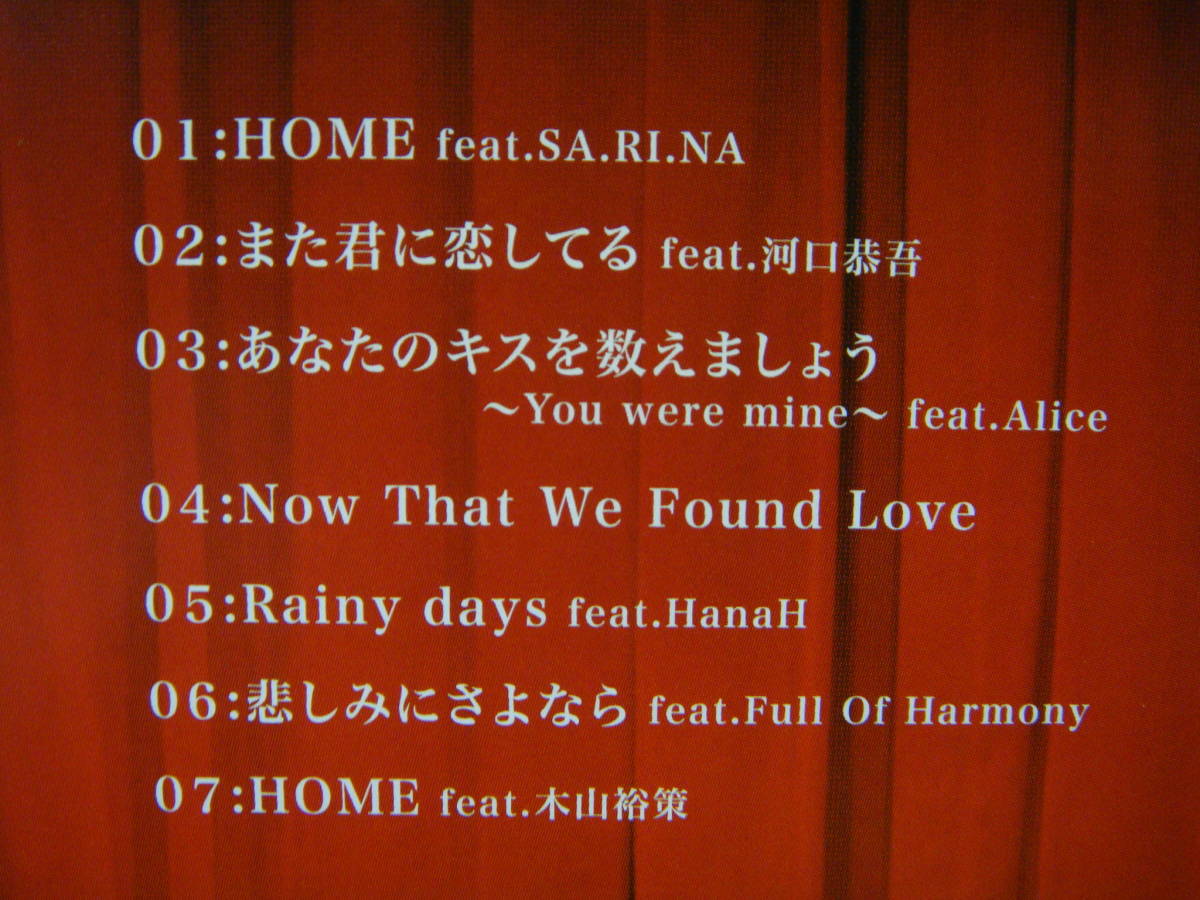 01:HOME feat.SA.RI.NA
02:また君に恋してる feat.河口恭吾
03:あなたのキスを数えましょう
～You were mine～ feat.Alice
04:Now That We Found Love
05:Rainy days feat.HanaH
06:悲しみにさよなら feat.Full Of Harmony
07:HOME feat.木山裕策